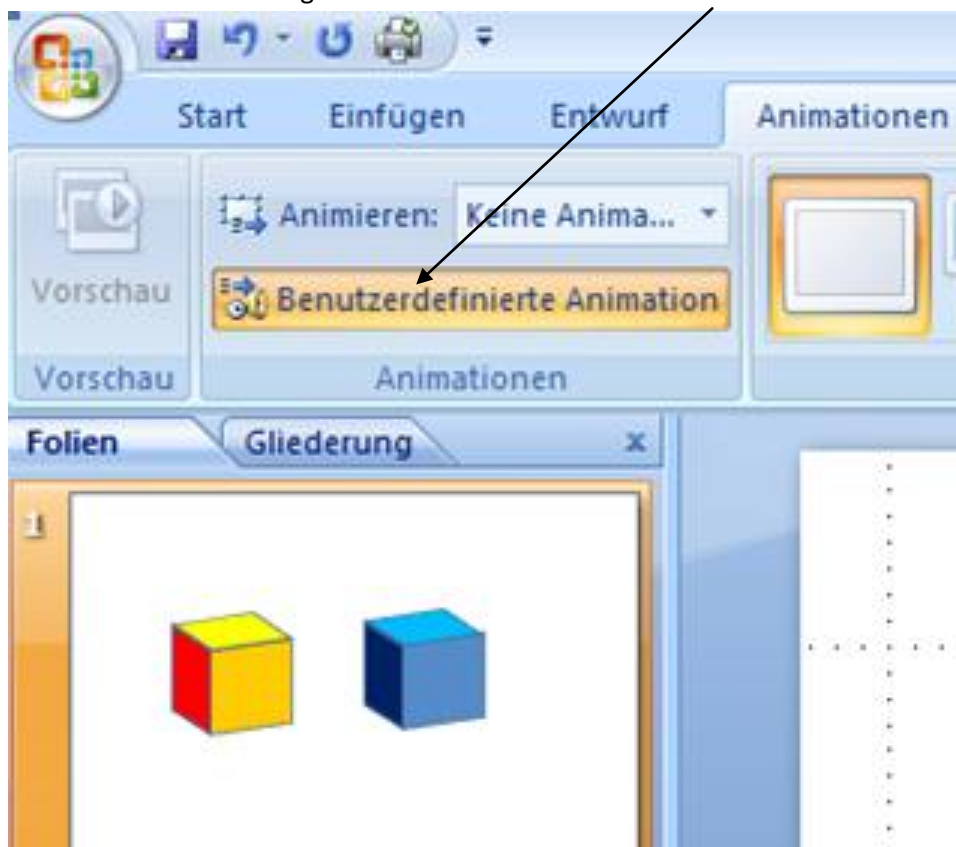 Start Einfügen Entwurf Animationen
Animieren: Keine Anima...
Vorschau Benutzerdefinierte Animation
Vorschau Animationen
Folien Gliederung x
1